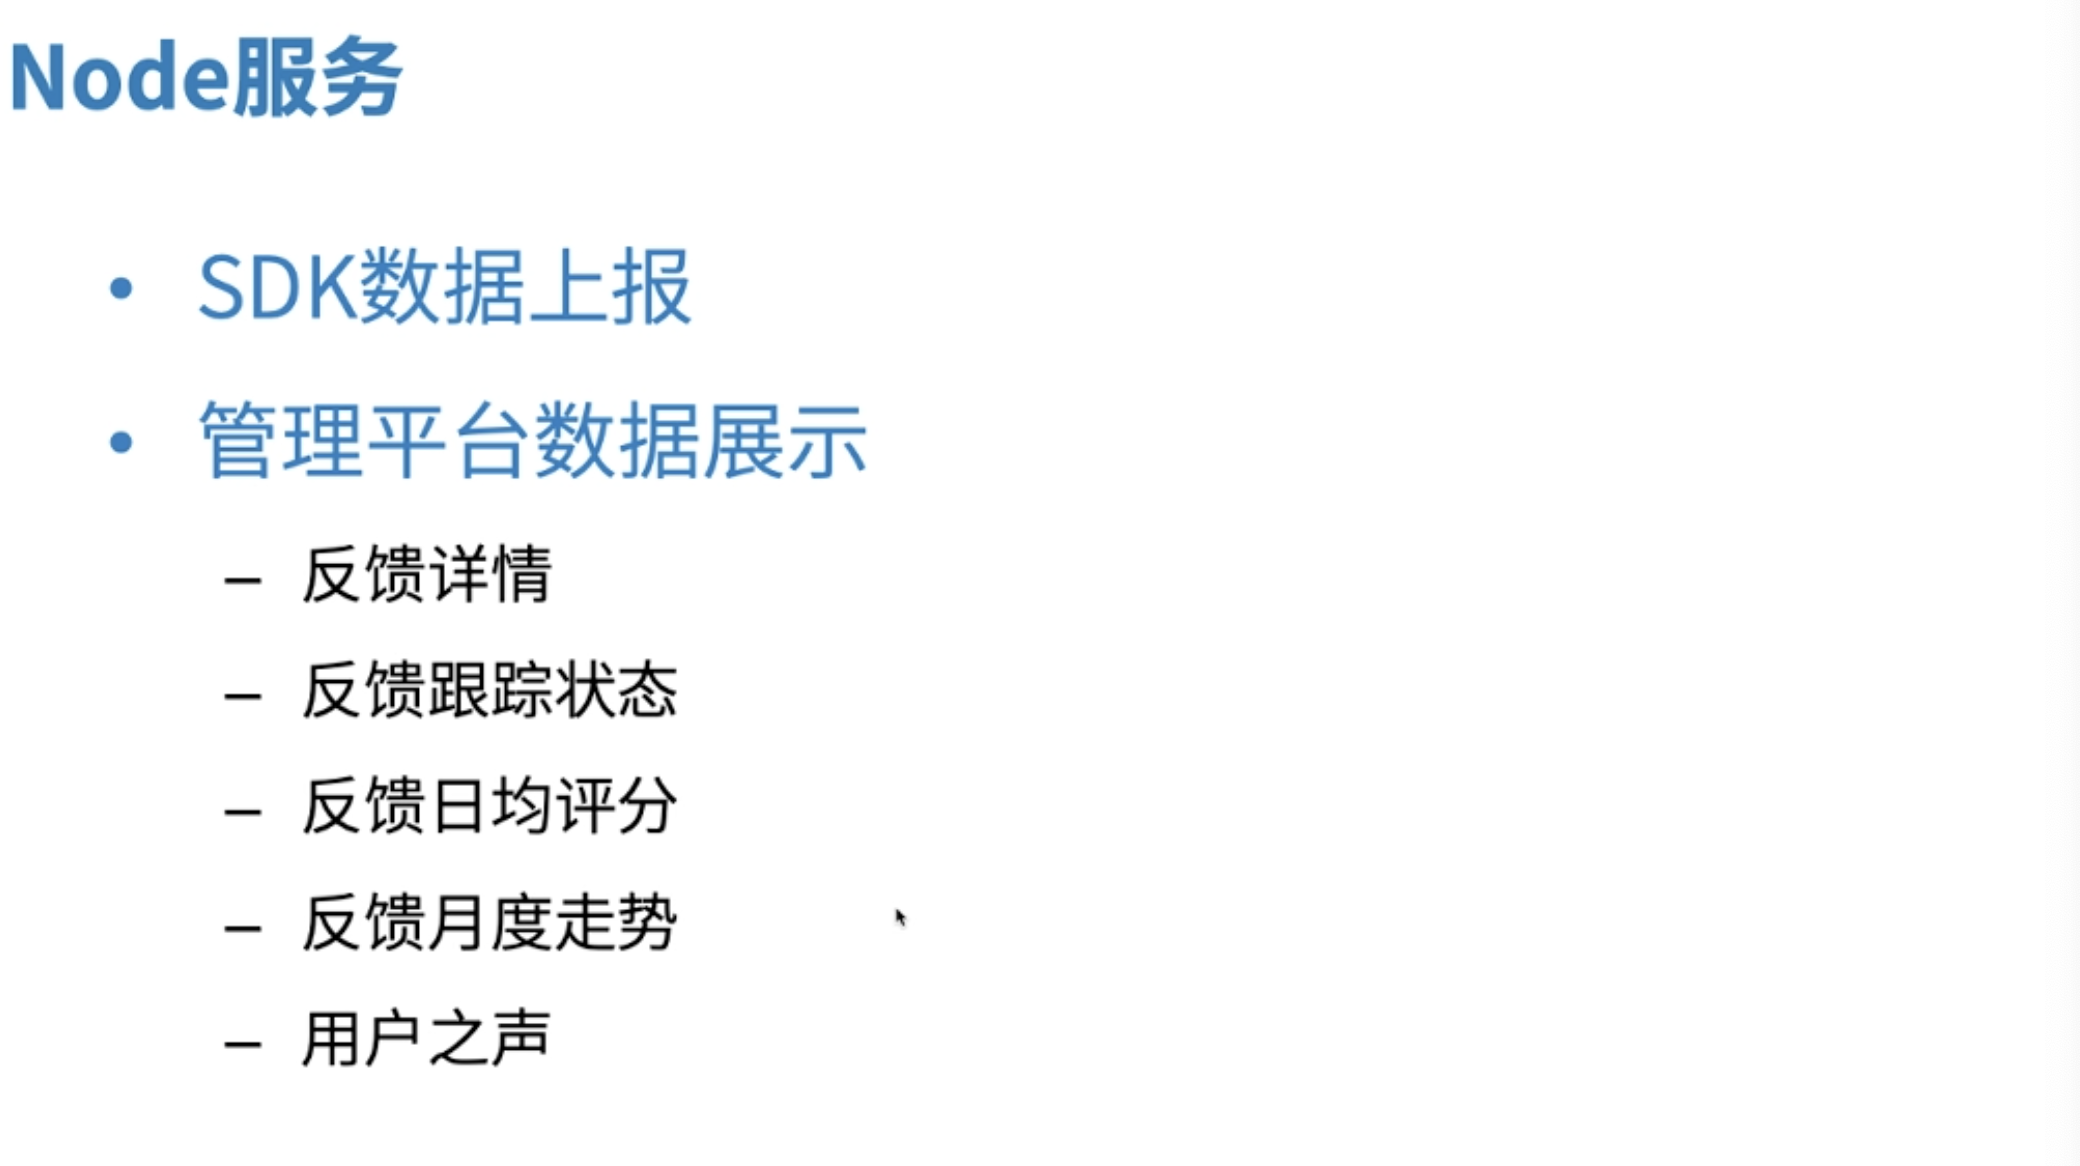 Node服务
• SDK数据上报
• 管理平台数据展示
– 反馈详情
– 反馈跟踪状态
– 反馈日均评分
– 反馈月度走势
– 用户之声